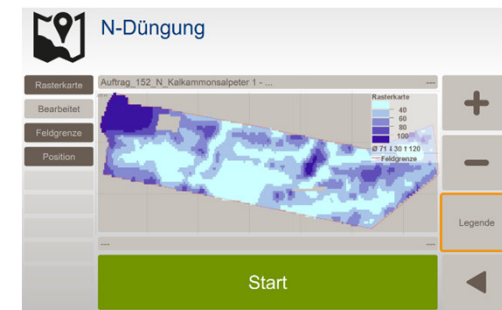 N-Düngung
Rasterkarte
Bearbeitet
Feldgrenze
Position
Auftrag_152_N_Kalkammonsalpeter 1 - ...
---
Rasterkarte
40
60
80
100
Ø 71 ↕ 30 ↕ 120
Feldgrenze
---
---
Legende
Start